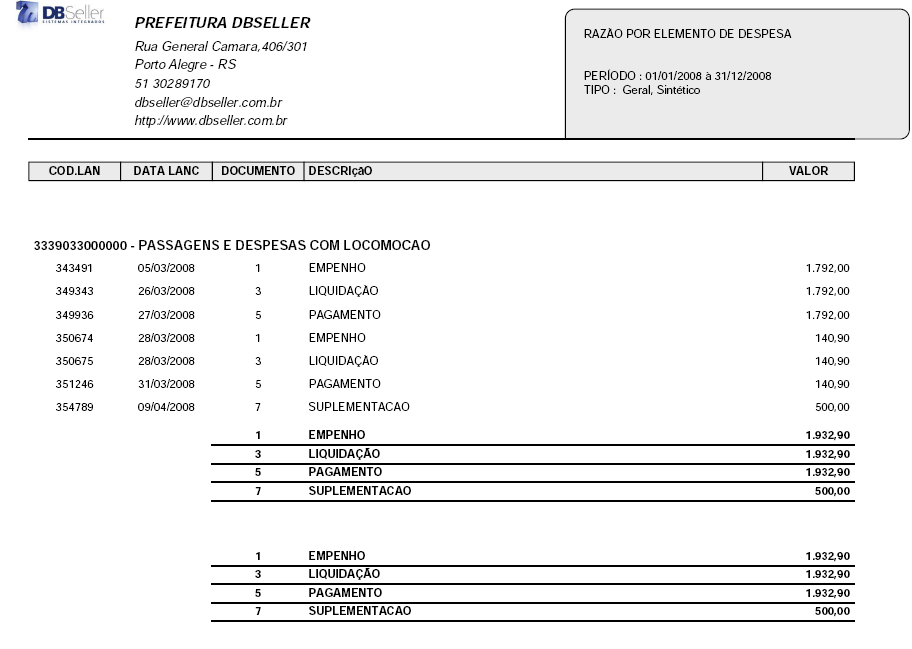 DBSeller
SISTEMAS INTEGRADOS
PREFEITURA DBSELLER
Rua General Camara,406/301
Porto Alegre - RS
51 30289170
dbseller@dbseller.com.br
http://www.dbseller.com.br
RAZÃO POR ELEMENTO DE DESPESA
PERÍODO : 01/01/2008 à 31/12/2008
TIPO : Geral, Sintético
COD.LAN DATA LANC DOCUMENTO DESCRIçãO VALOR
3339033000000 - PASSAGENS E DESPESAS COM LOCOMOCAO
343491 05/03/2008 1 EMPENHO 1.792,00
349343 26/03/2008 3 LIQUIDAÇÃO 1.792,00
349936 27/03/2008 5 PAGAMENTO 1.792,00
350674 28/03/2008 1 EMPENHO 140,90
350675 28/03/2008 3 LIQUIDAÇÃO 140,90
351246 31/03/2008 5 PAGAMENTO 140,90
354789 09/04/2008 7 SUPLEMENTACAO 500,00
1 EMPENHO 1.932,90
3 LIQUIDAÇÃO 1.932,90
5 PAGAMENTO 1.932,90
7 SUPLEMENTACAO 500,00
1 EMPENHO 1.932,90
3 LIQUIDAÇÃO 1.932,90
5 PAGAMENTO 1.932,90
7 SUPLEMENTACAO 500,00